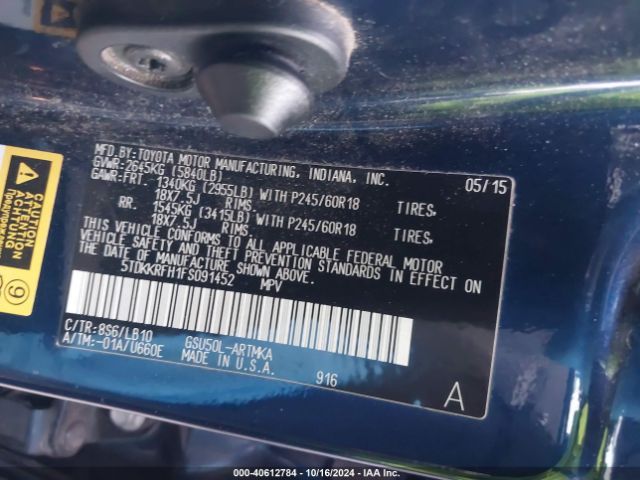 MFD.BY:TOYOTA MOTOR MANUFACTURING, INDIANA, INC. 05/15
GVWR:2645KG (5840LB)
GAWR:FRT. 1340KG (2955LB) WITH P245/60R18 TIRES,
18X7.5J RIMS
RR. 1545KG (3415LB) WITH P245/60R18 TIRES,
18X7.5J RIMS
THIS VEHICLE CONFORMS TO ALL APPLICABLE FEDERAL MOTOR
VEHICLE SAFETY AND THEFT PREVENTION STANDARDS IN EFFECT
ON THE DATE OF MANUFACTURE SHOWN ABOVE.
5TDKKRFH1FS091452 MPV
C/TR:8S6/LB10 GSU50L-ARTMKA
A/TM:-01A/U660E MADE IN U.S.A.
916 A
CAUTION
ATTENTION
ACHTUNG
9
000-40612784 - 10/16/2024 - IAA Inc.